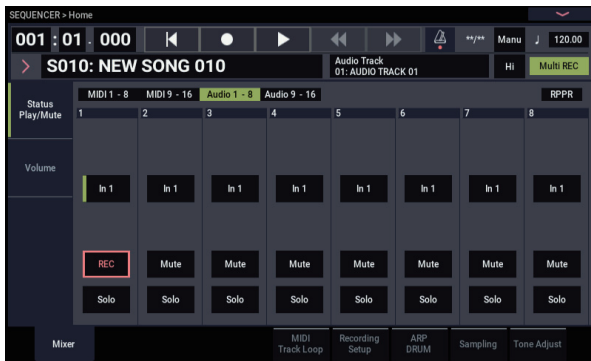 SEQUENCER > Home
001 : 01 . 000 **/** Manu ♩ 120.00
S010: NEW SONG 010 Audio Track Hi Multi REC
01: AUDIO TRACK 01
Status Play/Mute MIDI 1 - 8 MIDI 9 - 16 Audio 1 - 8 Audio 9 - 16 RPPR
1 2 3 4 5 6 7 8
Volume
In 1 In 1 In 1 In 1 In 1 In 1 In 1 In 1
REC Mute Mute Mute Mute Mute Mute Mute
Solo Solo Solo Solo Solo Solo Solo Solo
Mixer MIDI Track Loop Recording Setup ARP DRUM Sampling Tone Adjust